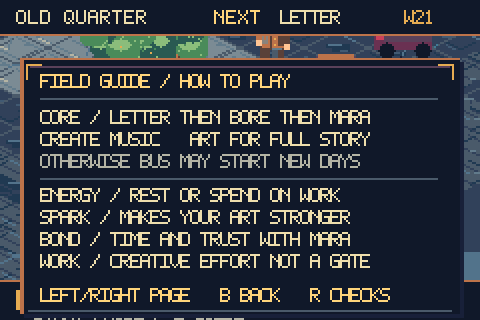 OLD QUARTER NEXT LETTER W21
FIELD GUIDE / HOW TO PLAY
CORE / LETTER THEN BORE THEN MARA
CREATE MUSIC ART FOR FULL STORY
OTHERWISE BUS MAY START NEW DAYS
ENERGY / REST OR SPEND ON WORK
SPARK / MAKES YOUR ART STRONGER
BOND / TIME AND TRUST WITH MARA
WORK / CREATIVE EFFORT NOT A GATE
LEFT/RIGHT PAGE B BACK R CHECKS